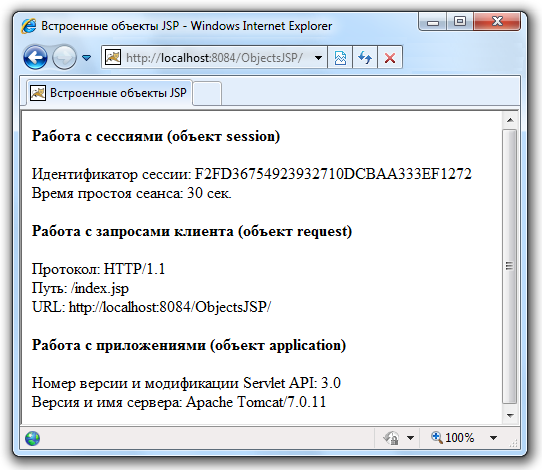 Встроенные объекты JSP - Windows Internet Explorer
http://localhost:8084/ObjectsJSP/
Встроенные объекты JSP
Работа с сессиями (объект session)
Идентификатор сессии: F2FD36754923932710DCBAA333EF1272
Время простоя сеанса: 30 сек.
Работа с запросами клиента (объект request)
Протокол: HTTP/1.1
Путь: /index.jsp
URL: http://localhost:8084/ObjectsJSP/
Работа с приложениями (объект application)
Номер версии и модификации Servlet API: 3.0
Версия и имя сервера: Apache Tomcat/7.0.11
100%